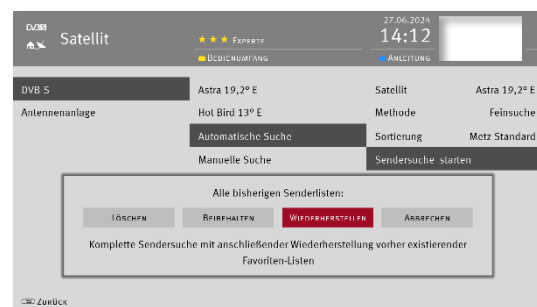 DVB S
Satellit
★★★ EXPERTE
BEDIENUMFANG
27.06.2024
14:12
ANLEITUNG
DVB S
Antennenanlage
Astra 19,2° E
Hot Bird 13° E
Automatische Suche
Manuelle Suche
Satellit Astra 19,2° E
Methode Feinsuche
Sortierung Metz Standard
Sendersuche starten
Alle bisherigen Senderlisten:
LÖSCHEN BEIBEHALTEN WIEDERHERSTELLEN ABBRECHEN
Komplette Sendersuche mit anschließender Wiederherstellung vorher existierender
Favoriten-Listen
ZURÜCK